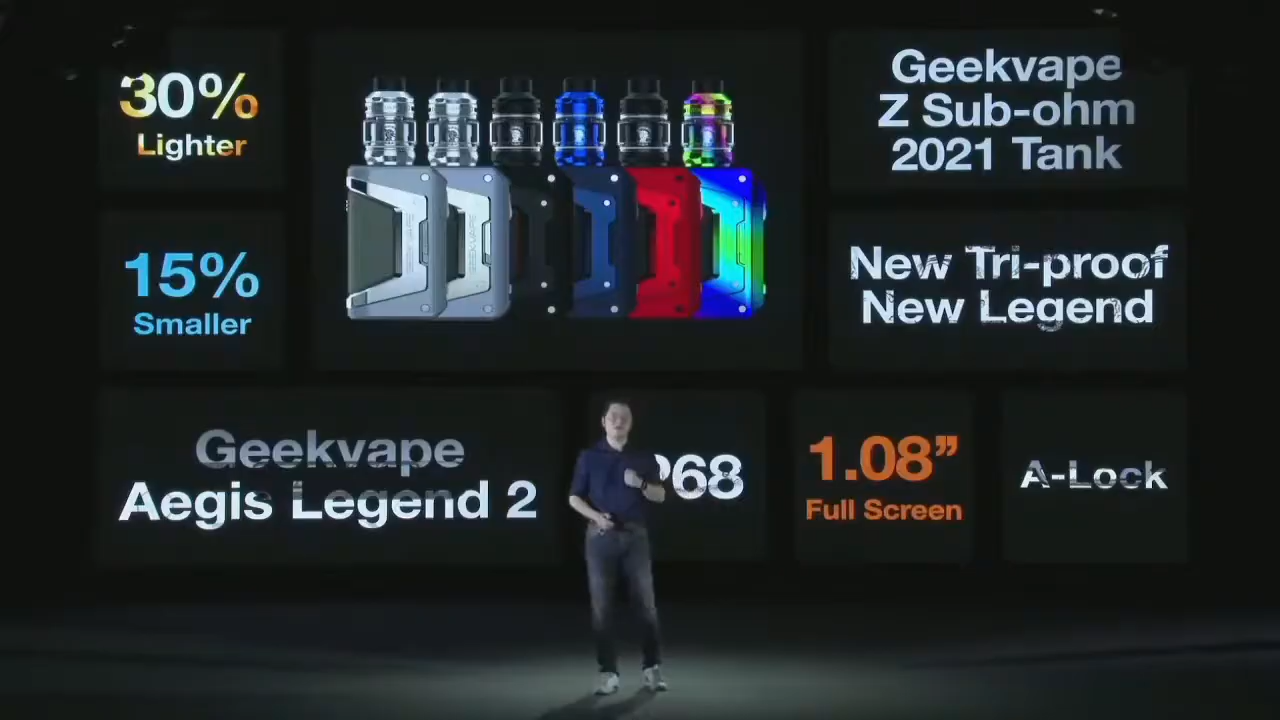 30%
Lighter
Geekvape
Z Sub-ohm
2021 Tank
15%
Smaller
New Tri-proof
New Legend
Geekvape
Aegis Legend 2
68
1.08”
Full Screen
A-Lock